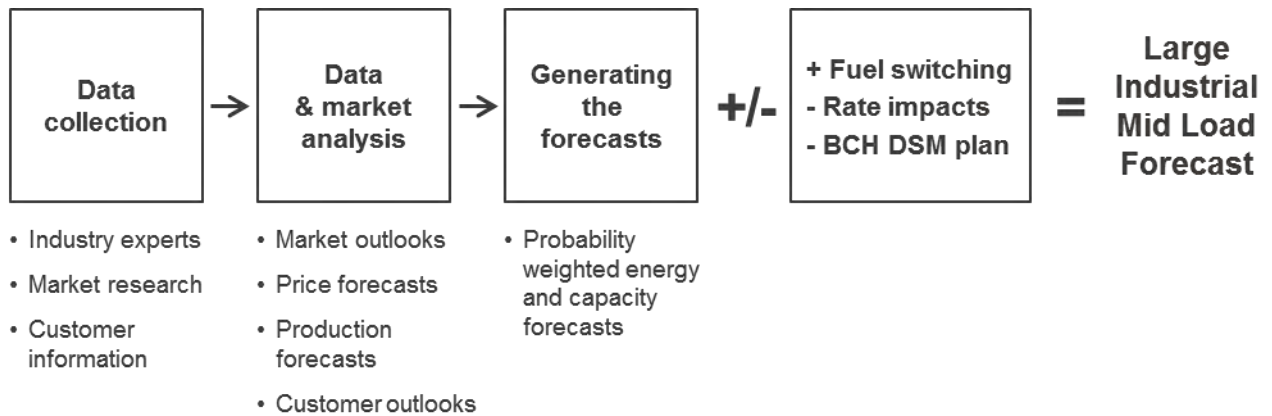 Data
collection
Data
& market
analysis
Generating
the
forecasts
+/-
+ Fuel switching
- Rate impacts
- BCH DSM plan
=
Large
Industrial
Mid Load
Forecast
• Industry experts
• Market research
• Customer
information
• Market outlooks
• Price forecasts
• Production
forecasts
• Customer outlooks
• Probability
weighted energy
and capacity
forecasts